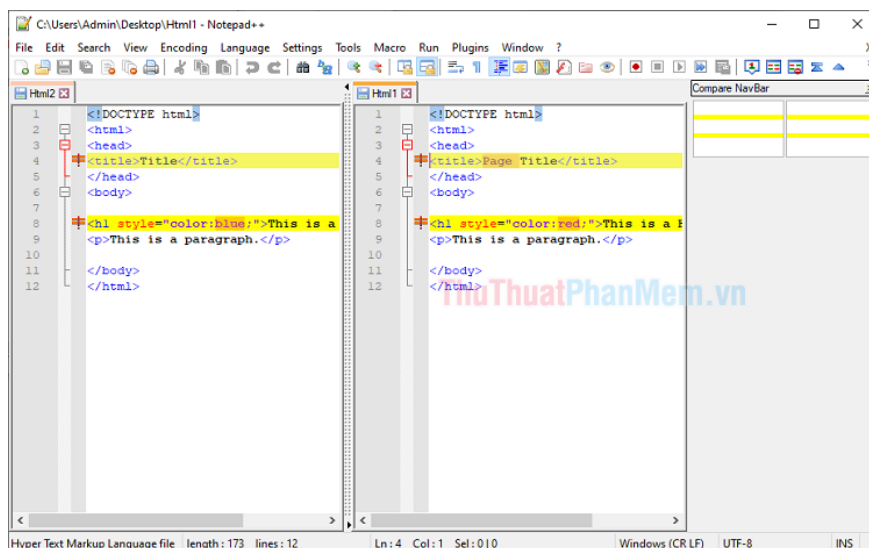 C:\Users\Admin\Desktop\Html1 - Notepad++
File Edit Search View Encoding Language Settings Tools Macro Run Plugins Window ?
Html2
1 <!DOCTYPE html>
2 <html>
3 <head>
4 <title>Title</title>
5 </head>
6 <body>
7
8 <h1 style="color:blue;">This is a
9 <p>This is a paragraph.</p>
10
11 </body>
12 </html>
Html1
1 <!DOCTYPE html>
2 <html>
3 <head>
4 <title>Page Title</title>
5 </head>
6 <body>
7
8 <h1 style="color:red;">This is a H
9 <p>This is a paragraph.</p>
10
11 </body>
12 </html>
Compare NavBar
ThuThuatPhanMem.vn
Hyper Text Markup Language file length : 173 lines : 12 Ln : 4 Col : 1 Sel : 0 | 0 Windows (CR LF) UTF-8 INS